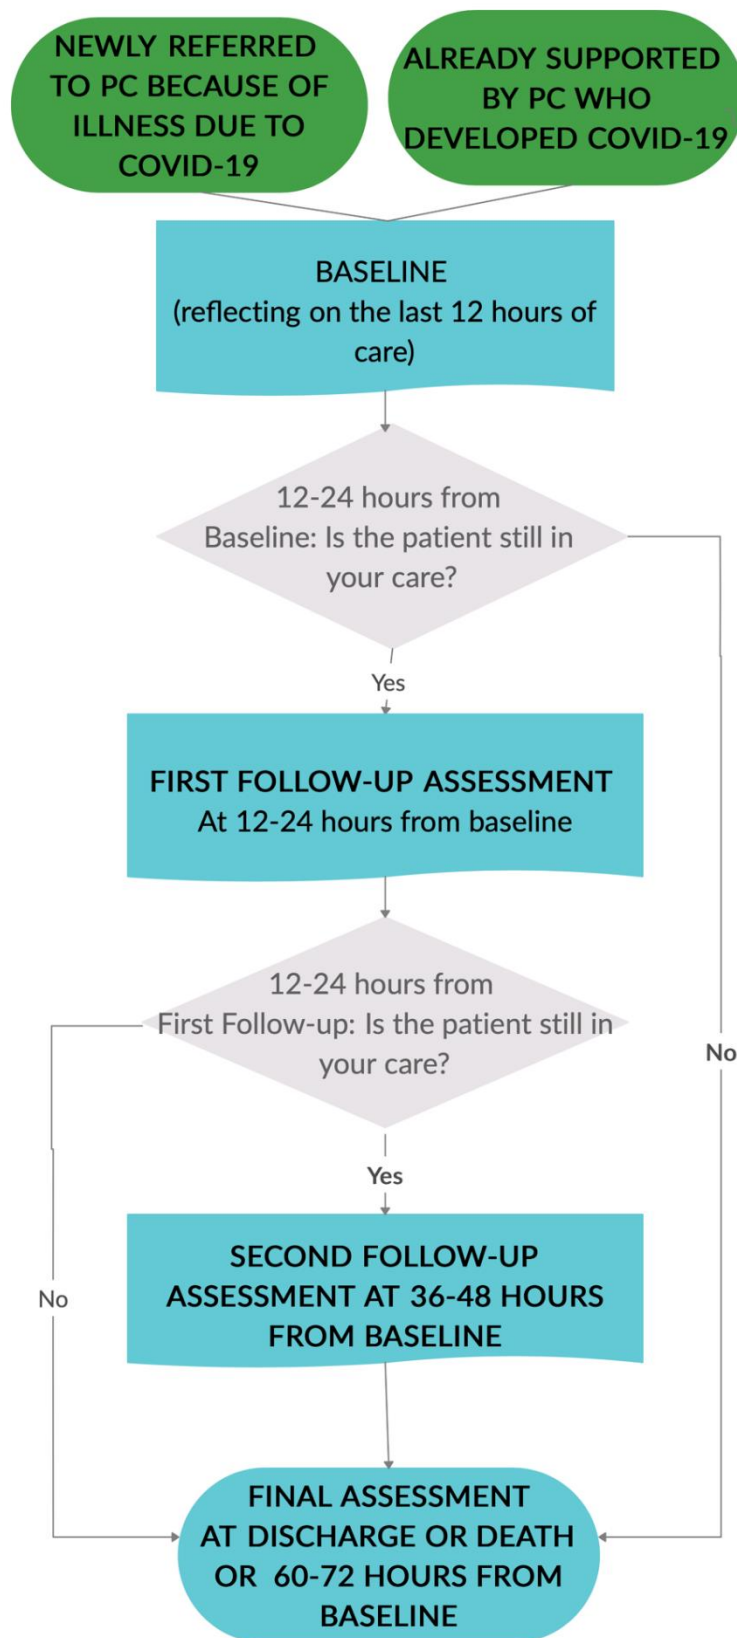 NEWLY REFERRED
TO PC BECAUSE OF
ILLNESS DUE TO
COVID-19
ALREADY SUPPORTED
BY PC WHO
DEVELOPED COVID-19
BASELINE
(reflecting on the last 12 hours of
care)
12-24 hours from
Baseline: Is the patient still in
your care?
Yes
FIRST FOLLOW-UP ASSESSMENT
At 12-24 hours from baseline
12-24 hours from
First Follow-up: Is the patient still in
your care?
No
Yes
SECOND FOLLOW-UP
ASSESSMENT AT 36-48 HOURS
FROM BASELINE
No
FINAL ASSESSMENT
AT DISCHARGE OR DEATH
OR 60-72 HOURS FROM
BASELINE